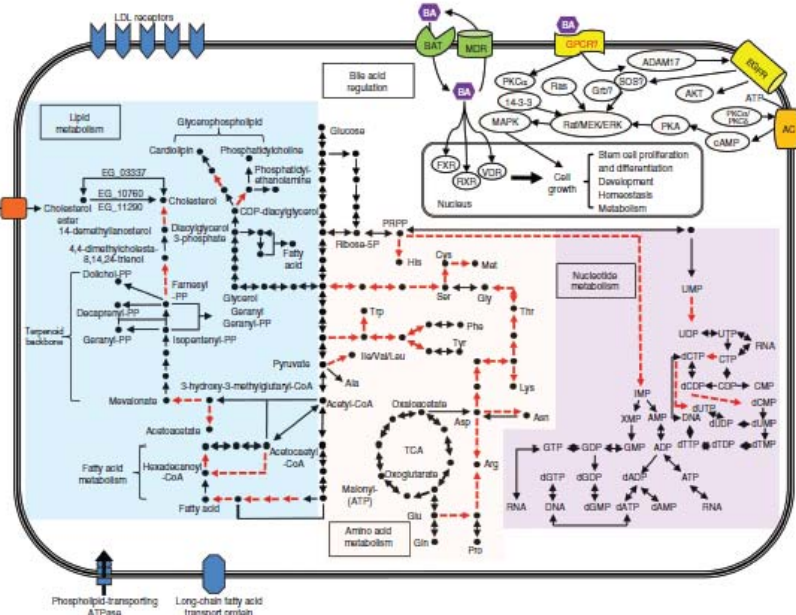 LDL receptors
BA
BAT
MDR
BA
BA
GPCR?
ADAM17
EGFR
PKCα
Ras
Grb?
SOS?
AKT
ATP
14-3-3
MAPK
Raf/MEK/ERK
PKA
PKCα/
PKCδ
cAMP
AC
FXR
RXR
VDR
Nucleus
Cell
growth
Stem cell proliferation
and differentiation
Development
Homeostasis
Metabolism
Bile acid
regulation
Lipid
metabolism
Glycerophospholipid
Cardiolipin
Phosphatidylcholine
Phosphatidyl-
ethanolamine
EG_03337
EG_10760
EG_11290
Cholesterol
ester
Cholesterol
CDP-diacylglycerol
14-demethyllanosterol
Diacylglycerol
3-phosphate
4,4-dimethylcholesta-
8,14,24-trienol
Fatty
acid
Dolichol-PP
Farnesyl
-PP
Glycerol
Geranyl
Geranyl-PP
Decaprenyl-PP
Terpenoid
backbone
Geranyl-PP
Isopentenyl-PP
3-hydroxy-3-methylglutaryl-CoA
Mevalonate
Acetoacetate
Acetoacetyl
-CoA
Fatty acid
metabolism
Hexadecanoyl
-CoA
Fatty acid
Glucose
Ribose-5P
PRPP
His
Cys
Met
Ser
Gly
Thr
Trp
Phe
Tyr
Pyruvate
Ile/Val/Leu
Ala
Lys
Acetyl-CoA
Oxaloacetate
Asp
Asn
TCA
Oxoglutarate
Arg
Malonyl-
(ATP)
Glu
Gln
Pro
Amino acid
metabolism
Nucleotide
metabolism
UMP
UDP
UTP
RNA
dCTP
CTP
dCDP
CDP
CMP
dUTP
dCMP
DNA
dUDP
dUMP
dTTP
dTDP
dTMP
IMP
XMP
AMP
GTP
GDP
GMP
ADP
dGTP
dGDP
dADP
ATP
RNA
DNA
dGMP
dATP
dAMP
RNA
Phospholipid-transporting
ATPase
Long-chain fatty acid
transport protein